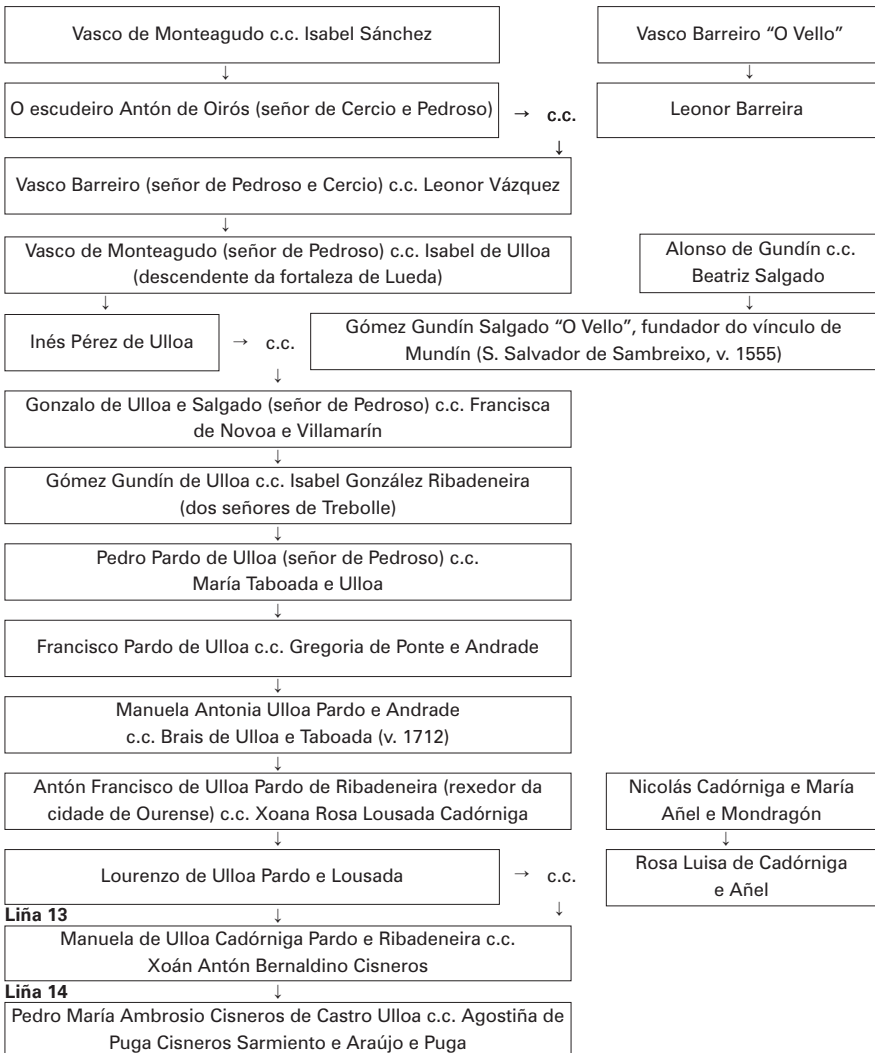 Vasco de Monteagudo c.c. Isabel Sánchez
Vasco Barreiro “O Vello”
↓
↓
O escudeiro Antón de Oirós (señor de Cercio e Pedroso)
→ c.c.
Leonor Barreira
↓
Vasco Barreiro (señor de Pedroso e Cercio) c.c. Leonor Vázquez
↓
Vasco de Monteagudo (señor de Pedroso) c.c. Isabel de Ulloa
(descendente da fortaleza de Lueda)
Alonso de Gundín c.c.
Beatriz Salgado
↓
↓
Inés Pérez de Ulloa
→ c.c.
Gómez Gundín Salgado “O Vello”, fundador do vínculo de
Mundín (S. Salvador de Sambreixo, v. 1555)
↓
Gonzalo de Ulloa e Salgado (señor de Pedroso) c.c. Francisca
de Novoa e Villamarín
↓
Gómez Gundín de Ulloa c.c. Isabel González Ribadeneira
(dos señores de Trebolle)
↓
Pedro Pardo de Ulloa (señor de Pedroso) c.c.
María Taboada e Ulloa
↓
Francisco Pardo de Ulloa c.c. Gregoria de Ponte e Andrade
↓
Manuela Antonia Ulloa Pardo e Andrade
c.c. Brais de Ulloa e Taboada (v. 1712)
↓
Antón Francisco de Ulloa Pardo de Ribadeneira (rexedor da
cidade de Ourense) c.c. Xoana Rosa Lousada Cadórniga
Nicolás Cadórniga e María
Añel e Mondragón
↓
↓
Lourenzo de Ulloa Pardo e Lousada
→ c.c.
Rosa Luisa de Cadórniga
e Añel
Liña 13
↓
↓
Manuela de Ulloa Cadórniga Pardo e Ribadeneira c.c.
Xoán Antón Bernaldino Cisneros
Liña 14
↓
Pedro María Ambrosio Cisneros de Castro Ulloa c.c. Agostiña de
Puga Cisneros Sarmiento e Araújo e Puga